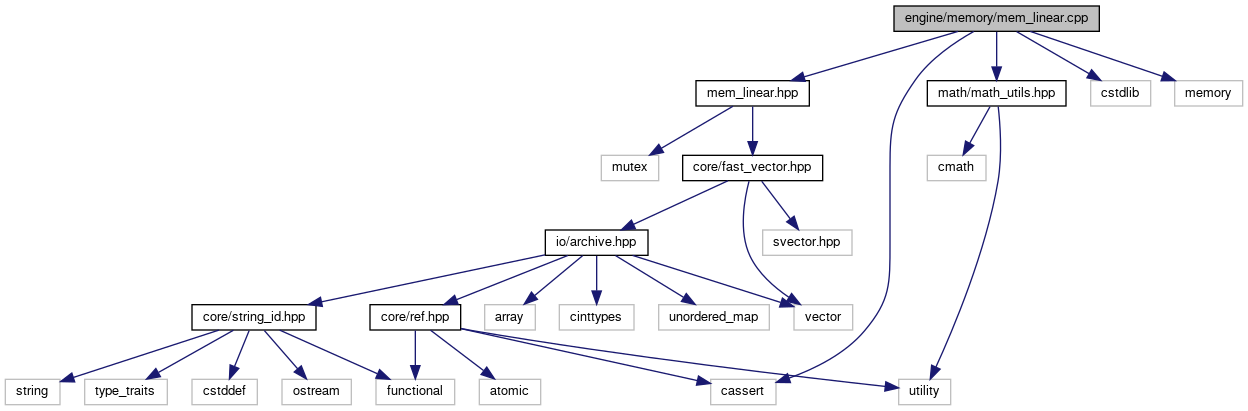 engine/memory/mem_linear.cpp
mem_linear.hpp
math/math_utils.hpp
cstdlib
memory
mutex
core/fast_vector.hpp
cmath
io/archive.hpp
svector.hpp
core/string_id.hpp
core/ref.hpp
array
cinttypes
unordered_map
vector
string
type_traits
cstddef
ostream
functional
atomic
cassert
utility